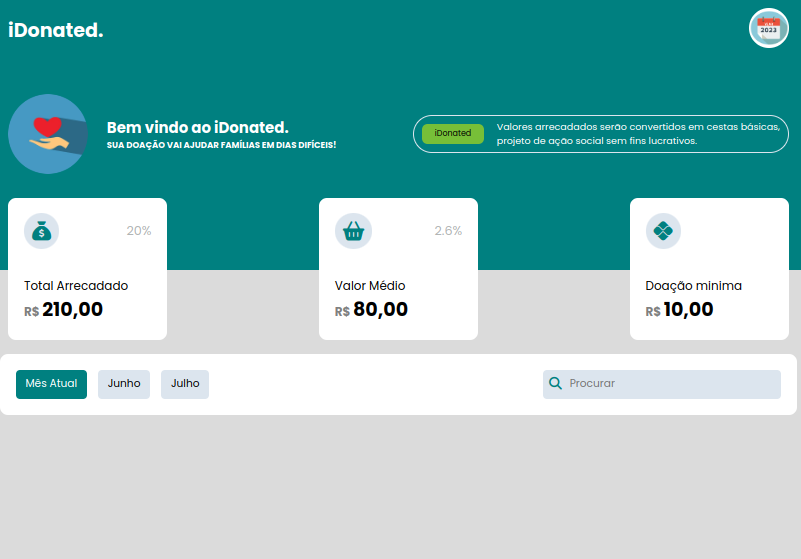 iDonated.
2023
Bem vindo ao iDonated.
SUA DOAÇÃO VAI AJUDAR FAMÍLIAS EM DIAS DIFÍCEIS!
iDonated
Valores arrecadados serão convertidos em cestas básicas,
projeto de ação social sem fins lucrativos.
20%
Total Arrecadado
R$ 210,00
2.6%
Valor Médio
R$ 80,00
Doação minima
R$ 10,00
Mês Atual
Junho
Julho
Procurar